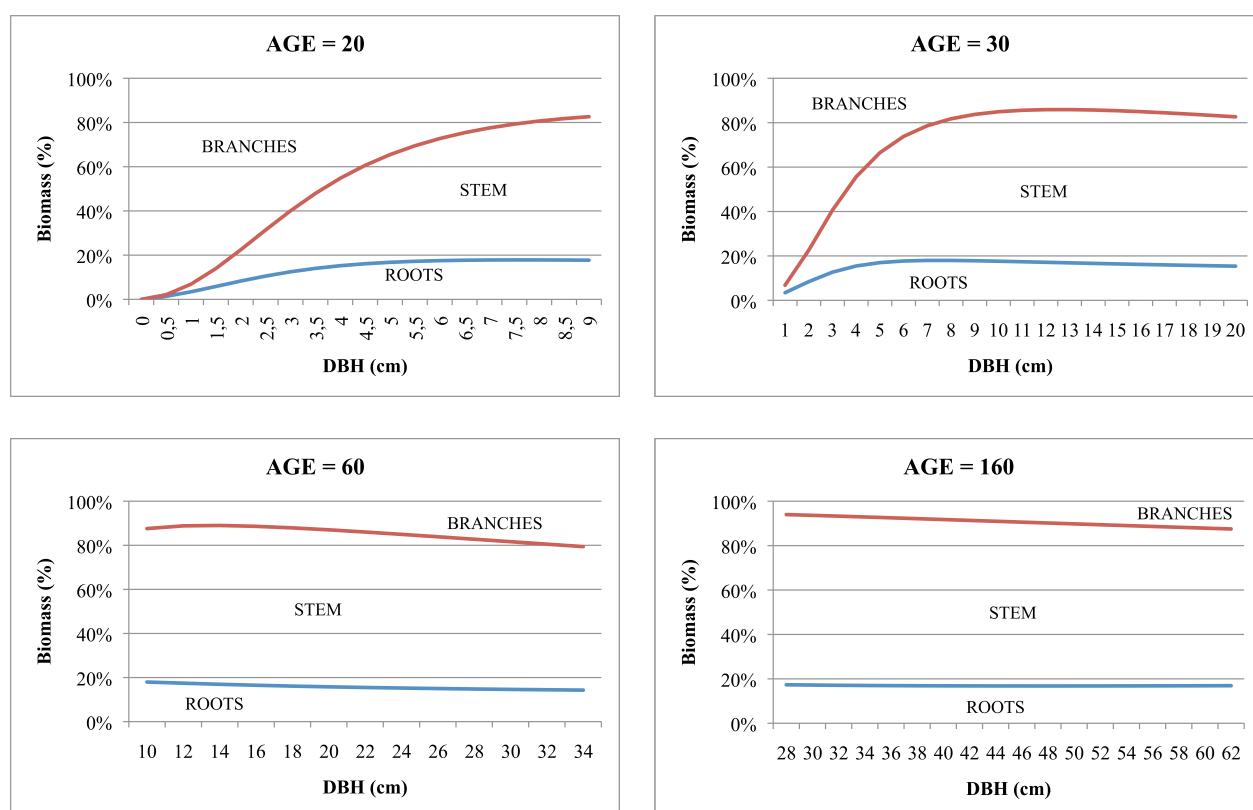 AGE = 20
100%
80%
60%
40%
20%
0%
Biomass (%)
BRANCHES
STEM
ROOTS
0 0,5 1 1,5 2 2,5 3 3,5 4 4,5 5 5,5 6 6,5 7 7,5 8 8,5 9
DBH (cm)
AGE = 30
100%
80%
60%
40%
20%
0%
Biomass (%)
BRANCHES
STEM
ROOTS
1 2 3 4 5 6 7 8 9 10 11 12 13 14 15 16 17 18 19 20
DBH (cm)
AGE = 60
100%
80%
60%
40%
20%
0%
Biomass (%)
BRANCHES
STEM
ROOTS
10 12 14 16 18 20 22 24 26 28 30 32 34
DBH (cm)
AGE = 160
100%
80%
60%
40%
20%
0%
Biomass (%)
BRANCHES
STEM
ROOTS
28 30 32 34 36 38 40 42 44 46 48 50 52 54 56 58 60 62
DBH (cm)